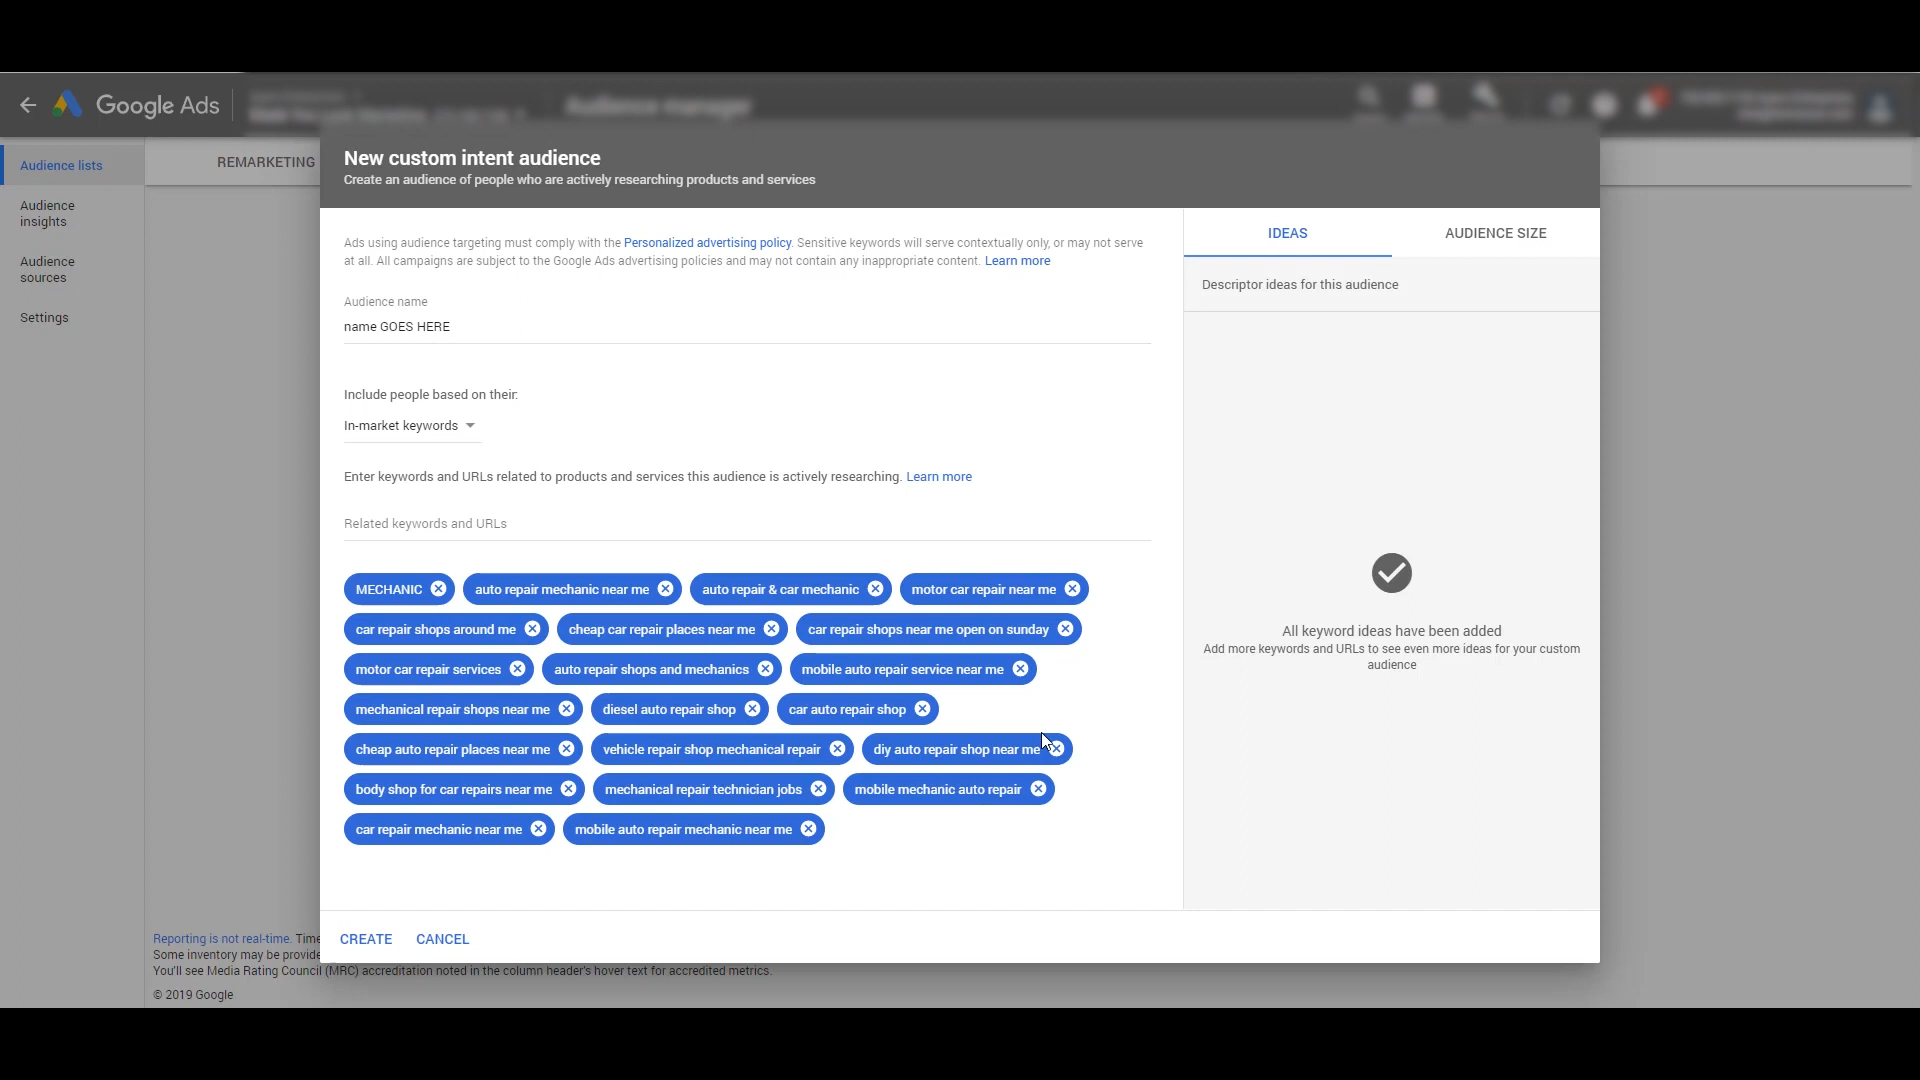 Google Ads
Audience manager
New custom intent audience
Create an audience of people who are actively researching products and services
Audience lists
Audience
insights
Audience
sources
Settings
REMARKETING
Ads using audience targeting must comply with the Personalized advertising policy. Sensitive keywords will serve contextually only, or may not serve
at all. All campaigns are subject to the Google Ads advertising policies and may not contain any inappropriate content. Learn more
Audience name
name GOES HERE
Include people based on their:
In-market keywords
Enter keywords and URLs related to products and services this audience is actively researching. Learn more
Related keywords and URLs
MECHANIC
auto repair mechanic near me
auto repair & car mechanic
motor car repair near me
car repair shops around me
cheap car repair places near me
car repair shops near me open on sunday
motor car repair services
auto repair shops and mechanics
mobile auto repair service near me
mechanical repair shops near me
diesel auto repair shop
car auto repair shop
cheap auto repair places near me
vehicle repair shop mechanical repair
diy auto repair shop near me
body shop for car repairs near me
mechanical repair technician jobs
mobile mechanic auto repair
car repair mechanic near me
mobile auto repair mechanic near me
IDEAS
AUDIENCE SIZE
Descriptor ideas for this audience
All keyword ideas have been added
Add more keywords and URLs to see even more ideas for your custom
audience
CREATE
CANCEL
Reporting is not real-time. Time
Some inventory may be provide
You'll see Media Rating Council (MRC) accreditation noted in the column header's hover text for accredited metrics.
© 2019 Google